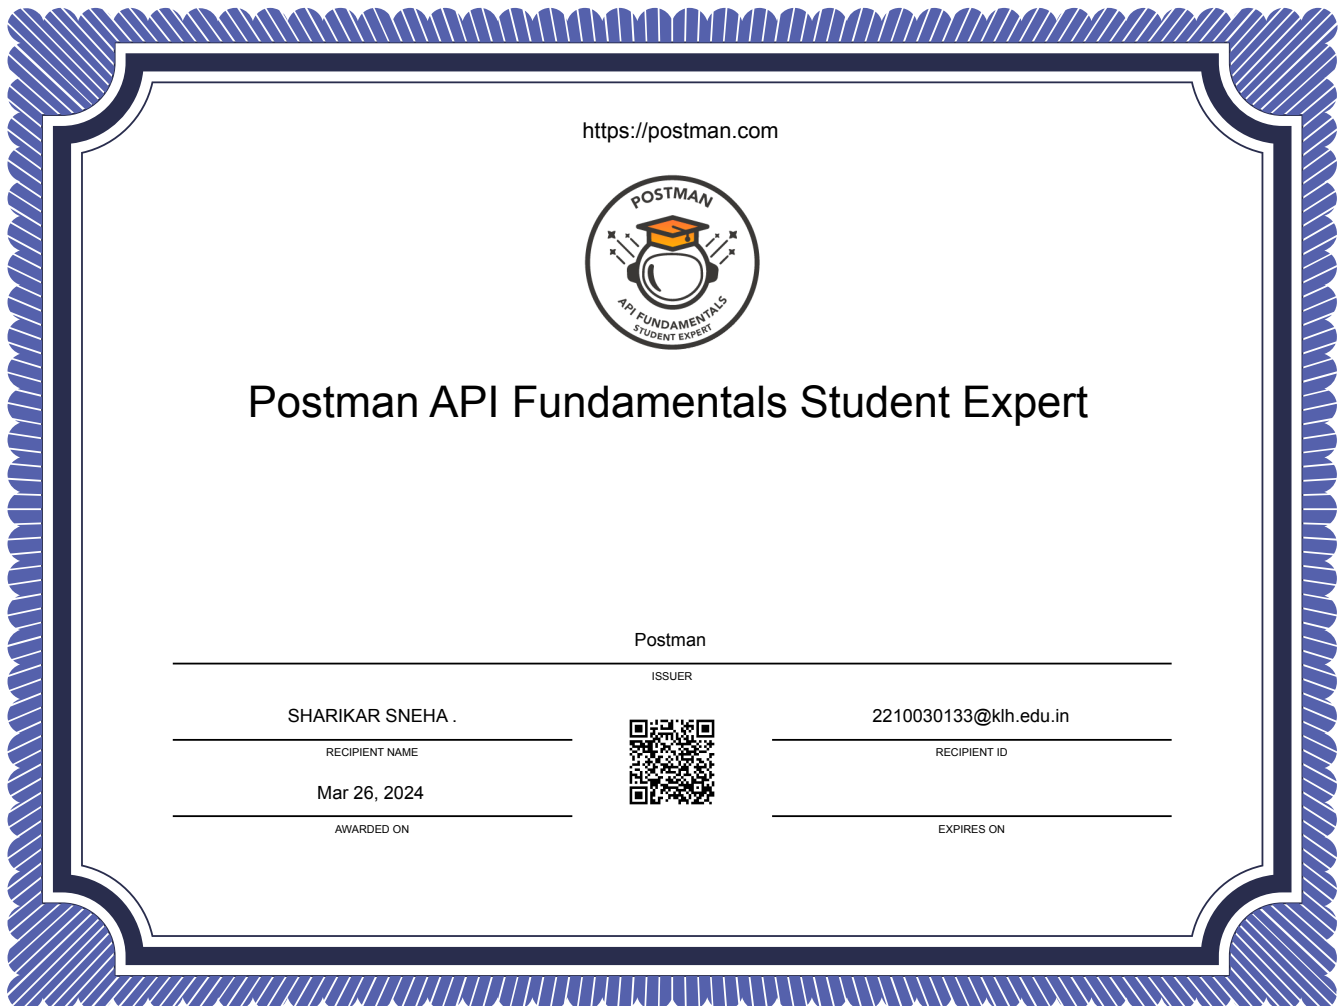 https://postman.com
POSTMAN
API FUNDAMENTALS
STUDENT EXPERT
Postman API Fundamentals Student Expert
Postman
ISSUER
SHARIKAR SNEHA .
2210030133@klh.edu.in
RECIPIENT NAME
RECIPIENT ID
Mar 26, 2024
AWARDED ON
EXPIRES ON